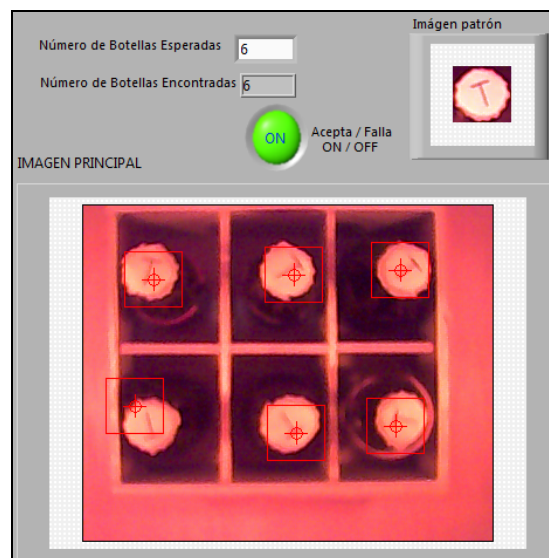 Número de Botellas Esperadas 6
Imágen patrón
Número de Botellas Encontradas 6
T
ON
Acepta / Falla
ON / OFF
IMAGEN PRINCIPAL